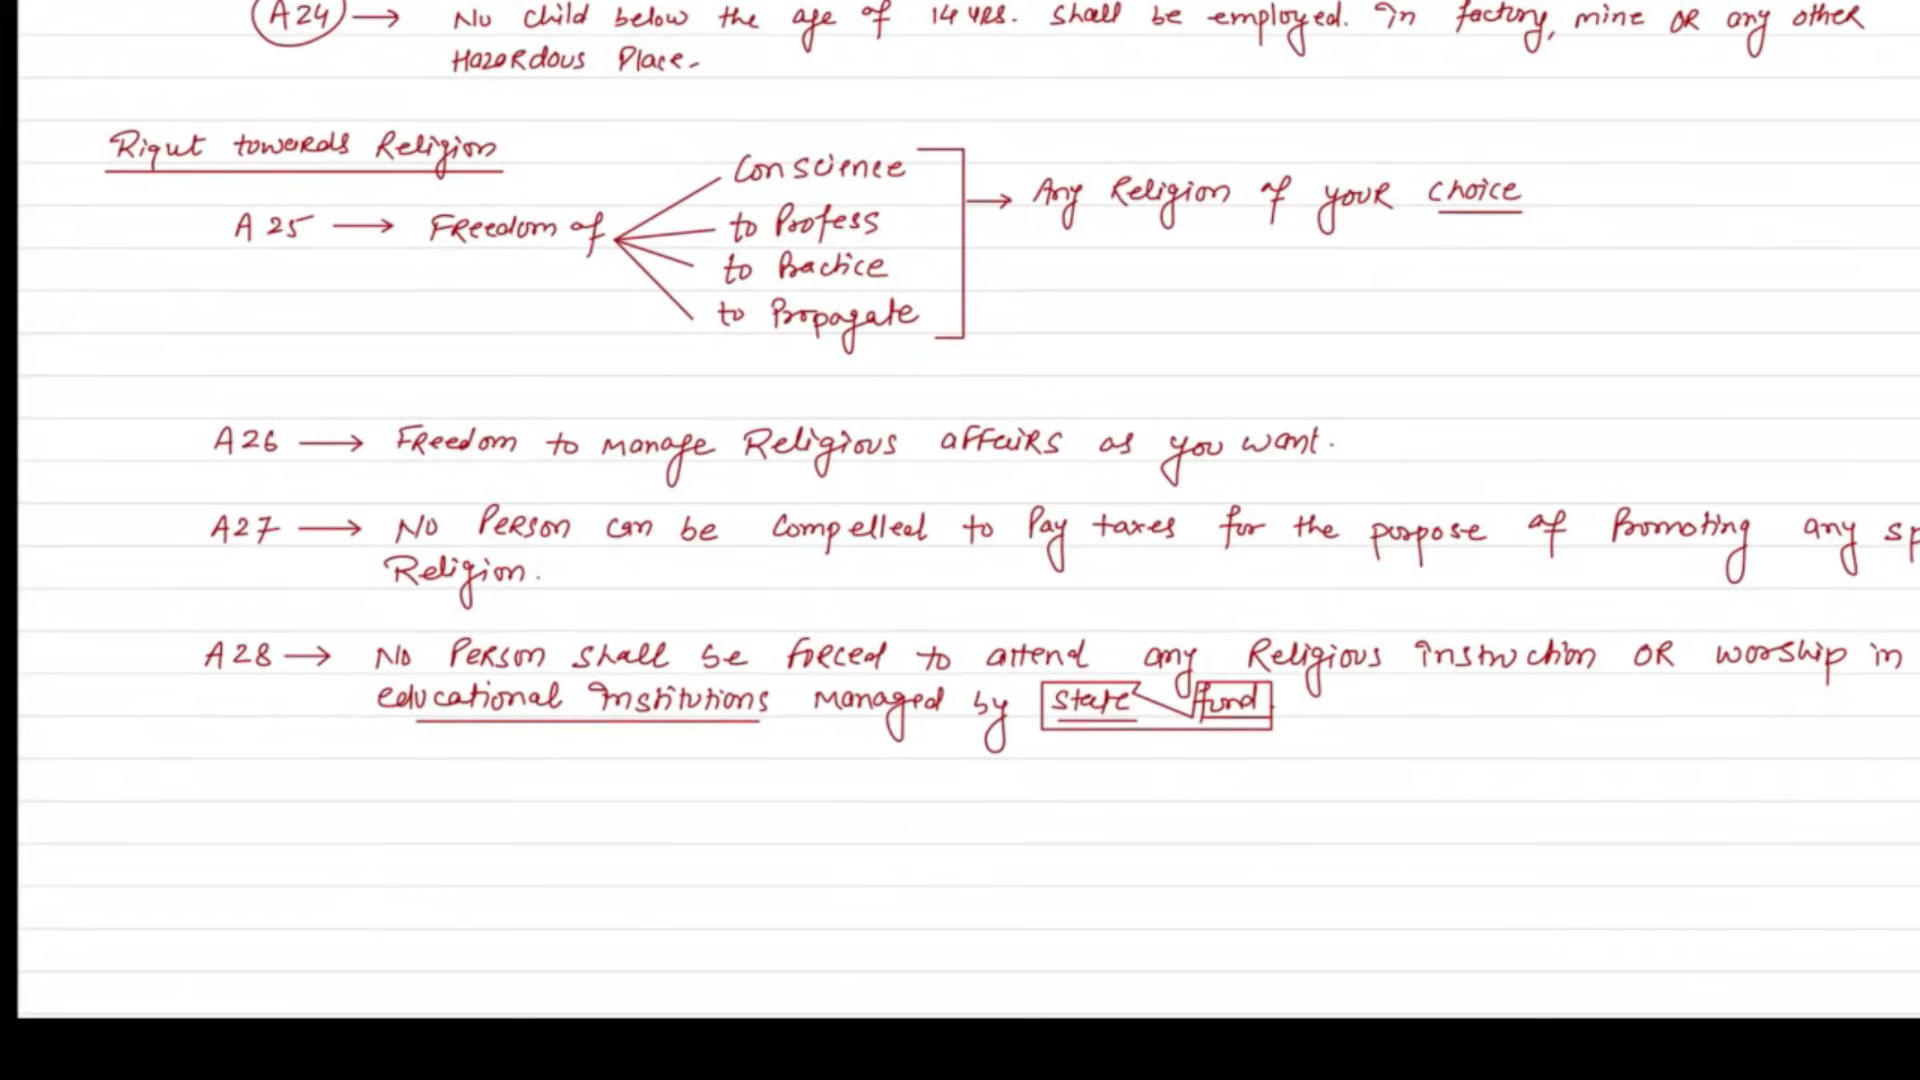 A24 → No child below the age of 14 YRS. shall be employed. In factory, mine OR any other
Hazardous Place.
Right towards Religion
A 25 → Freedom of
Conscience
to Profess
to Practice
to Propagate
→ Any Religion of your choice
A26 → Freedom to manage Religious affairs as you want.
A27 → No Person can be compelled to Pay taxes for the purpose of Promoting any sp
Religion.
A28 → No Person shall be forced to attend any Religious instruction OR worship in
educational Institutions managed by State fund